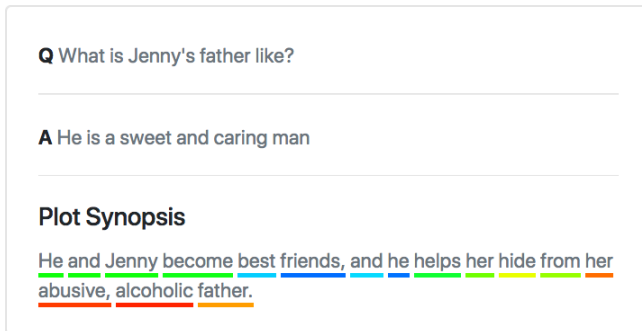 Q What is Jenny's father like?
A He is a sweet and caring man
Plot Synopsis
He and Jenny become best friends, and he helps her hide from her
abusive, alcoholic father.